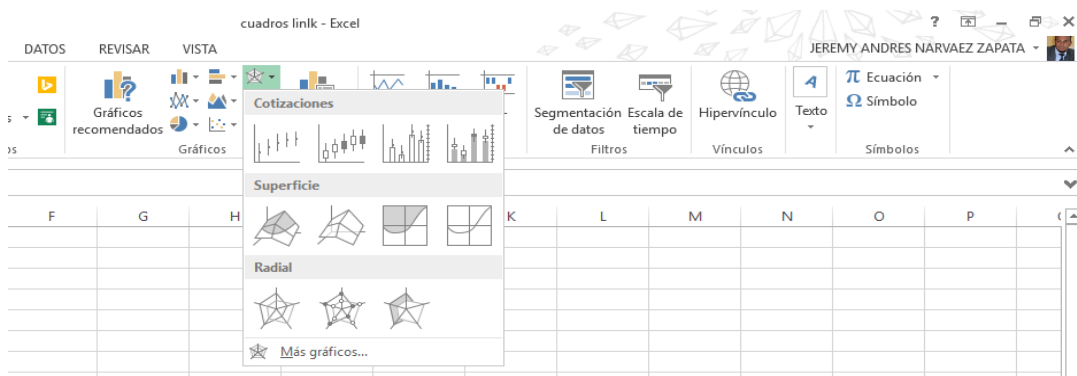 cuadros linlk - Excel
?
DATOS REVISAR VISTA JEREMY ANDRES NARVAEZ ZAPATA
Gráficos recomendados
Segmentación de datos
Escala de tiempo
Hipervínculo
A
Texto
π Ecuación
Ω Símbolo
Gráficos
Filtros
Vínculos
Símbolos
Cotizaciones
Superficie
Radial
Más gráficos...
F G H K L M N O P